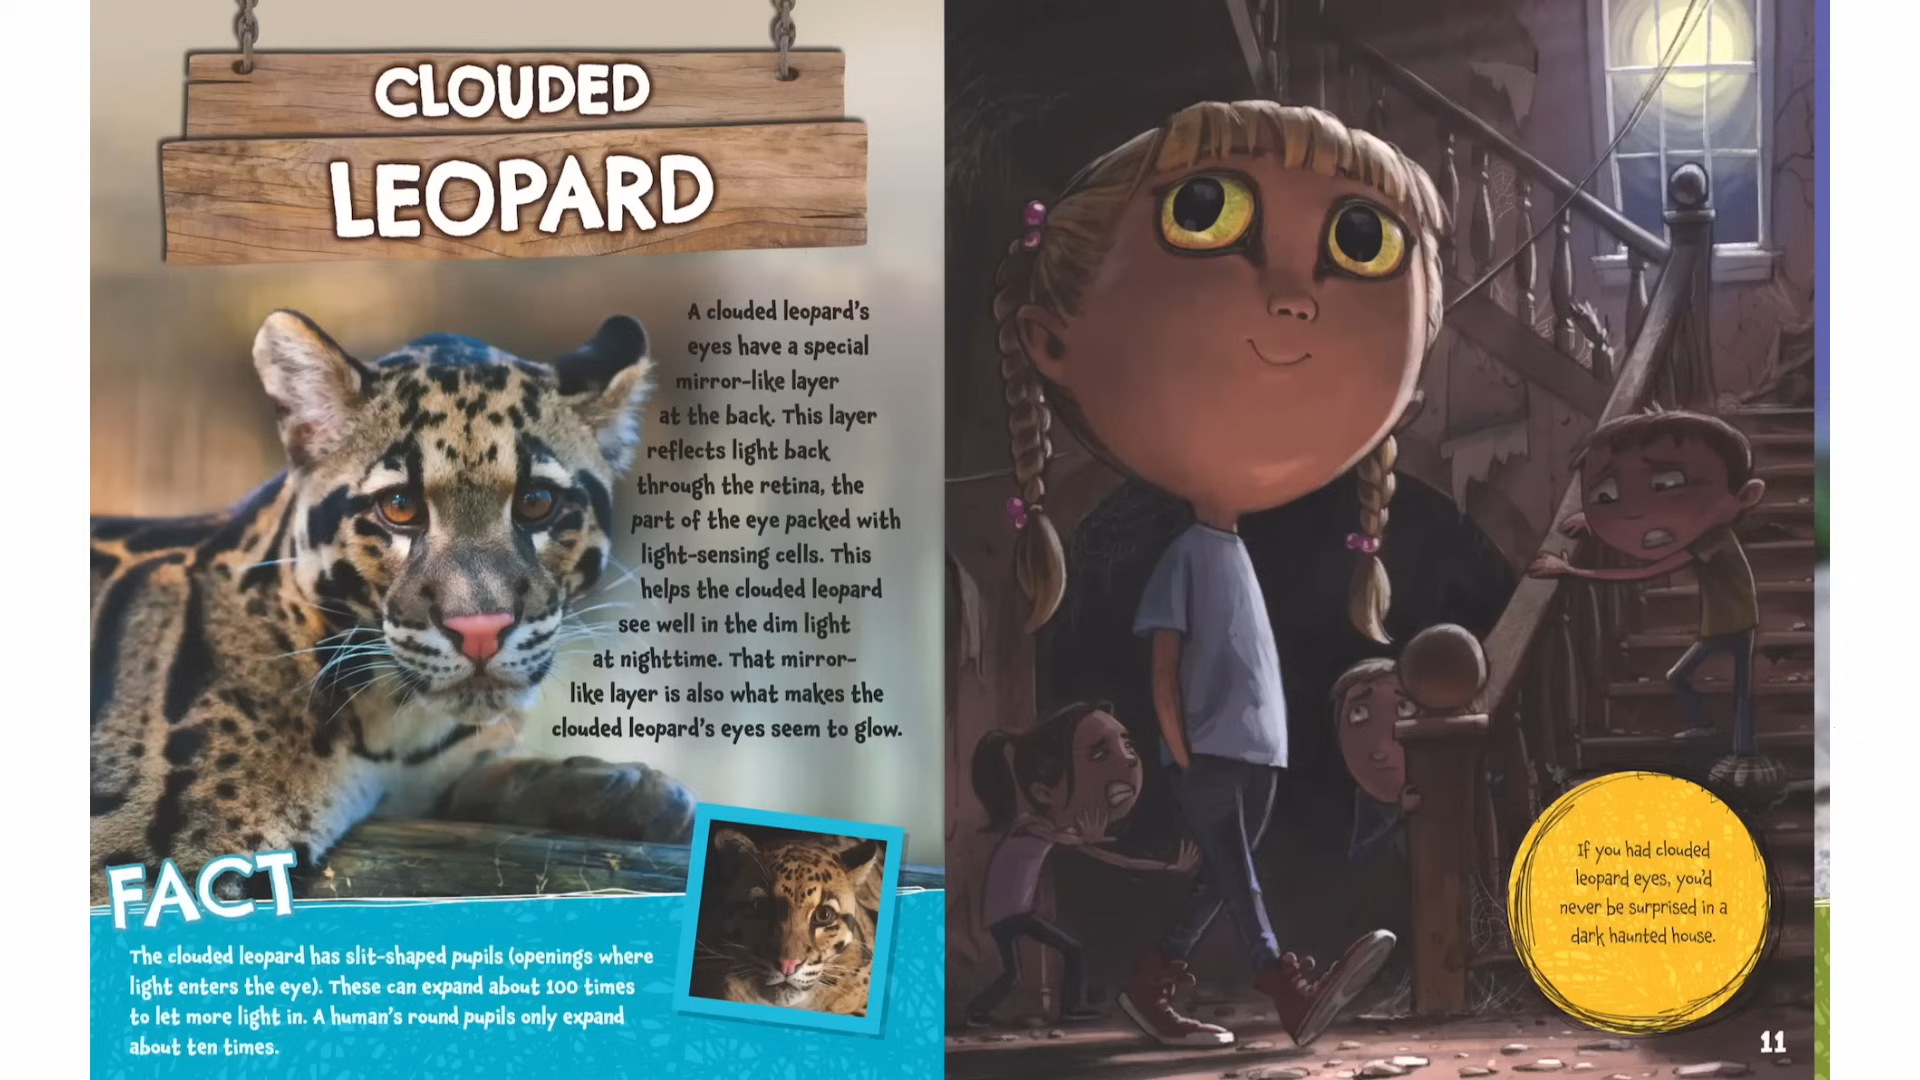 CLOUDED
LEOPARD
A clouded leopard's
eyes have a special
mirror-like layer
at the back. This layer
reflects light back
through the retina, the
part of the eye packed with
light-sensing cells. This
helps the clouded leopard
see well in the dim light
at nighttime. That mirror-
like layer is also what makes the
clouded leopard's eyes seem to glow.
FACT
The clouded leopard has slit-shaped pupils (openings where
light enters the eye). These can expand about 100 times
to let more light in. A human's round pupils only expand
about ten times.
If you had clouded
leopard eyes, you'd
never be surprised in a
dark haunted house.
11